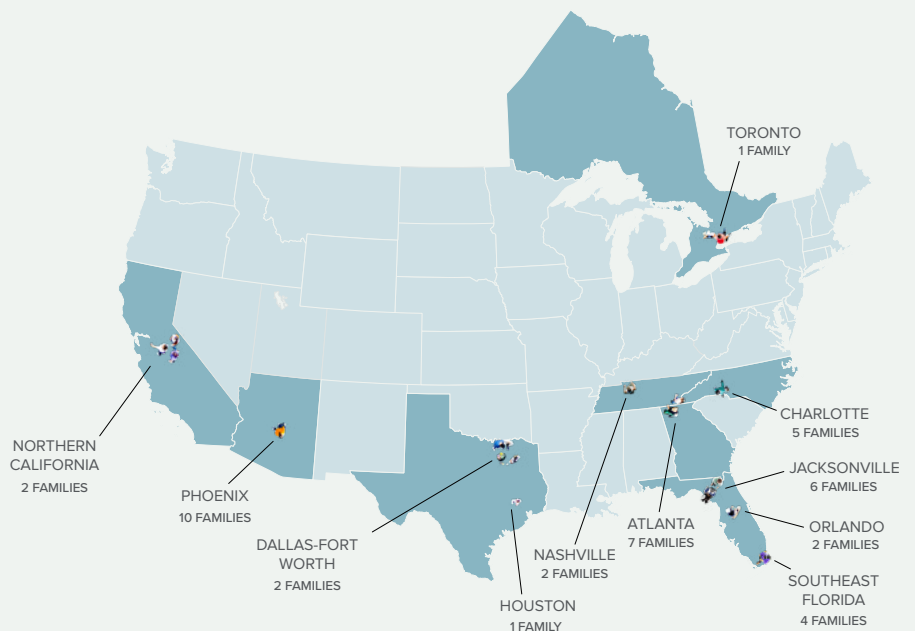 TORONTO
1 FAMILY
NORTHERN
CALIFORNIA
2 FAMILIES
PHOENIX
10 FAMILIES
DALLAS-FORT
WORTH
2 FAMILIES
HOUSTON
1 FAMILY
NASHVILLE
2 FAMILIES
ATLANTA
7 FAMILIES
CHARLOTTE
5 FAMILIES
JACKSONVILLE
6 FAMILIES
ORLANDO
2 FAMILIES
SOUTHEAST
FLORIDA
4 FAMILIES